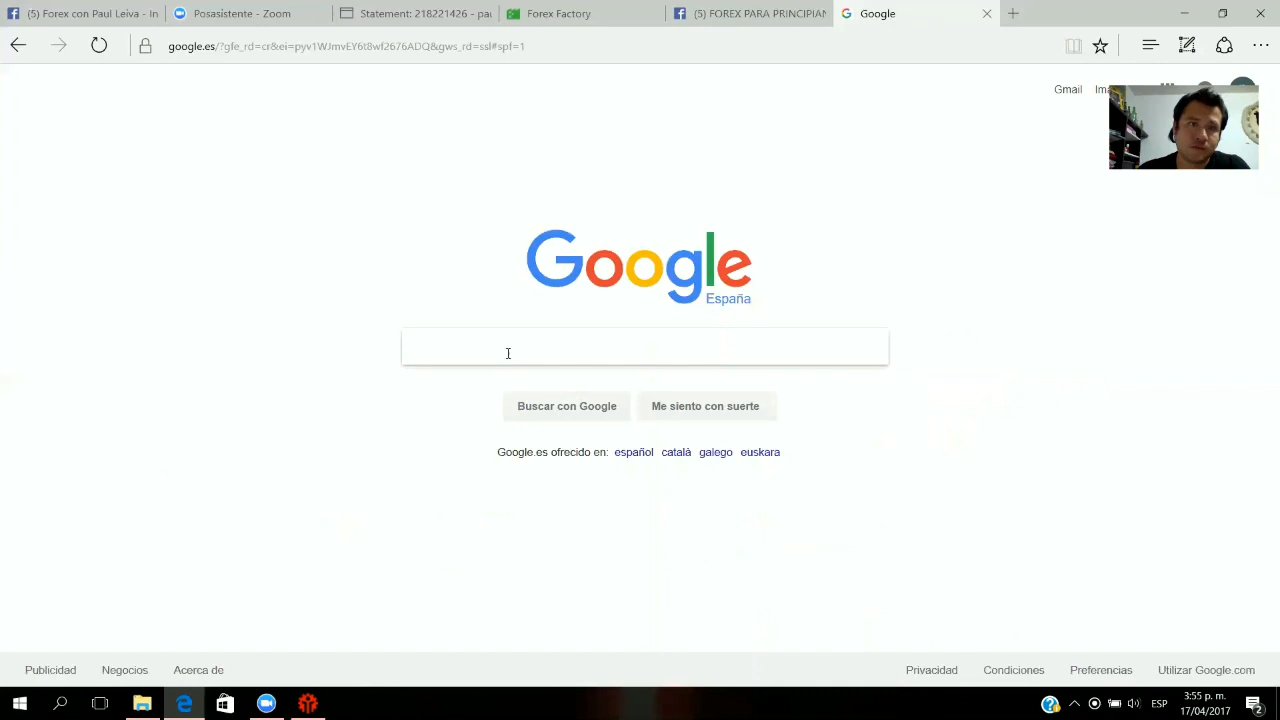 (5) Forex con Paul Leiva - In
Posasistente - Zoom
Statement: 218221426 - pau
Forex Factory
(5) FOREX PARA PRINCIPIAN
Google
google.es/?gfe_rd=cr&ei=pyv1WJmvEY6t8wf2676ADQ&gws_rd=ssl#spf=1
Gmail
Google
España
Buscar con Google
Me siento con suerte
Google.es ofrecido en: español català galego euskara
Publicidad
Negocios
Acerca de
Privacidad
Condiciones
Preferencias
Utilizar Google.com
ESP
3:55 p. m.
17/04/2017
2